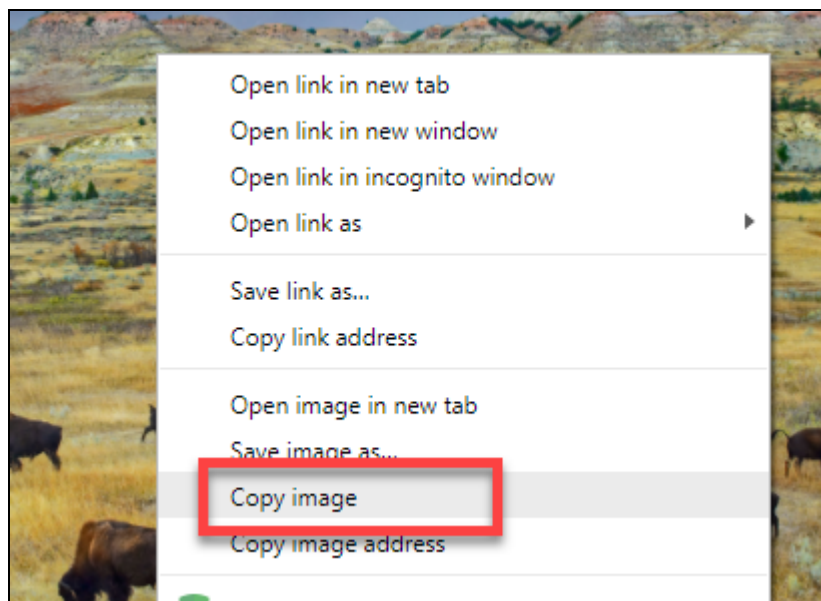 Open link in new tab
Open link in new window
Open link in incognito window
Open link as
Save link as...
Copy link address
Open image in new tab
Save image as...
Copy image
Copy image address